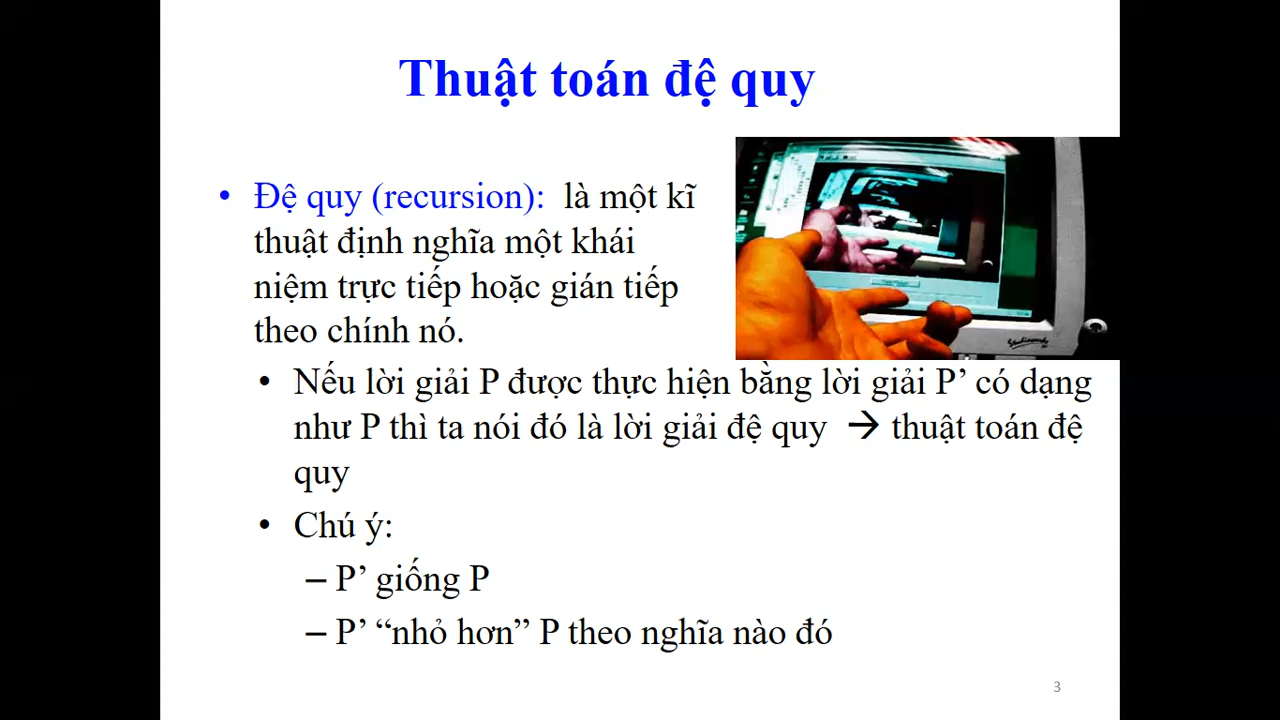 Thuật toán đệ quy
• Đệ quy (recursion): là một kĩ
thuật định nghĩa một khái
niệm trực tiếp hoặc gián tiếp
theo chính nó.
• Nếu lời giải P được thực hiện bằng lời giải P’ có dạng
như P thì ta nói đó là lời giải đệ quy → thuật toán đệ
quy
• Chú ý:
– P’ giống P
– P’ “nhỏ hơn” P theo nghĩa nào đó
3